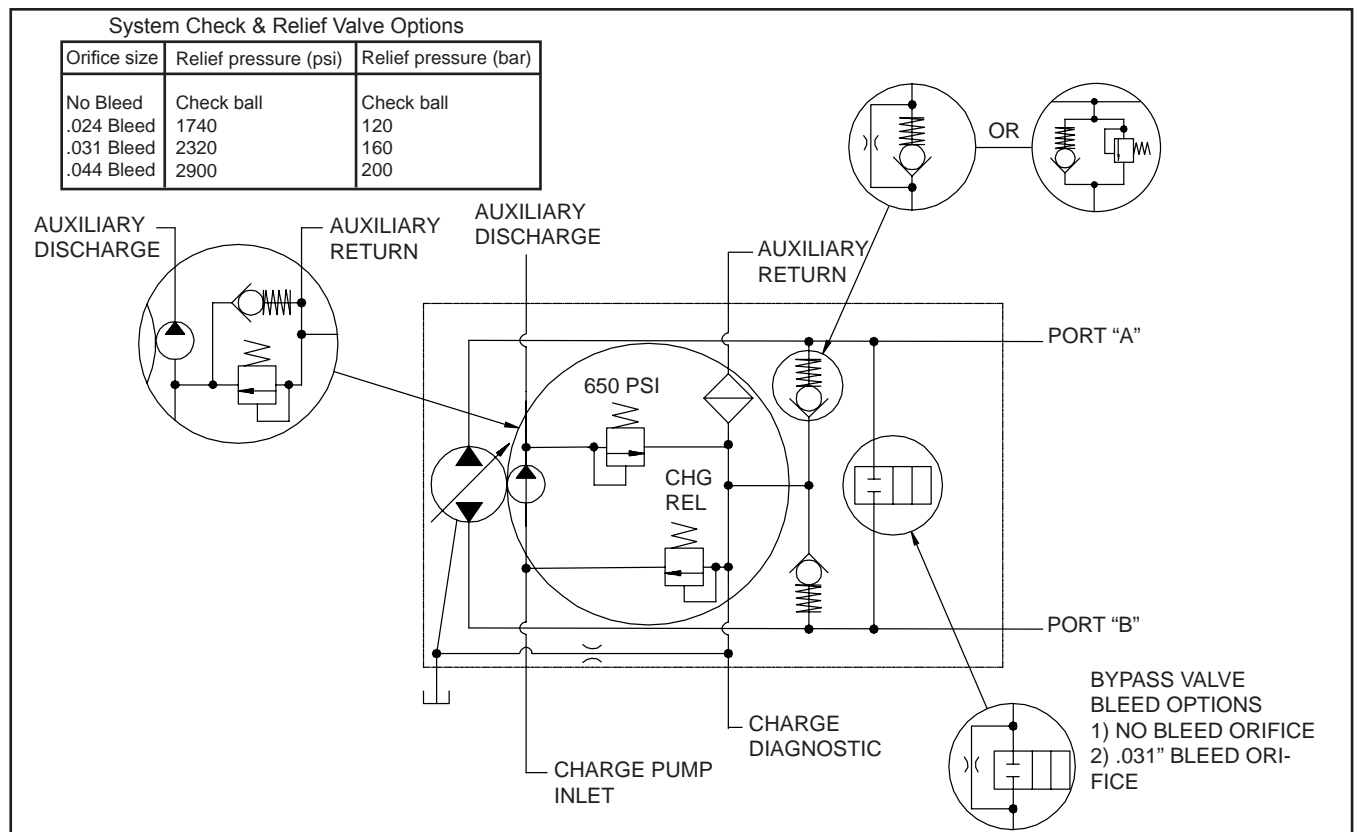 System Check & Relief Valve Options
Orifice size Relief pressure (psi) Relief pressure (bar)
No Bleed Check ball Check ball
.024 Bleed 1740 120
.031 Bleed 2320 160
.044 Bleed 2900 200
OR
AUXILIARY
DISCHARGE
AUXILIARY
RETURN
AUXILIARY
DISCHARGE
AUXILIARY
RETURN
PORT “A”
650 PSI
CHG
REL
PORT “B”
CHARGE
DIAGNOSTIC
CHARGE PUMP
INLET
BYPASS VALVE
BLEED OPTIONS
1) NO BLEED ORIFICE
2) .031” BLEED ORI-
FICE